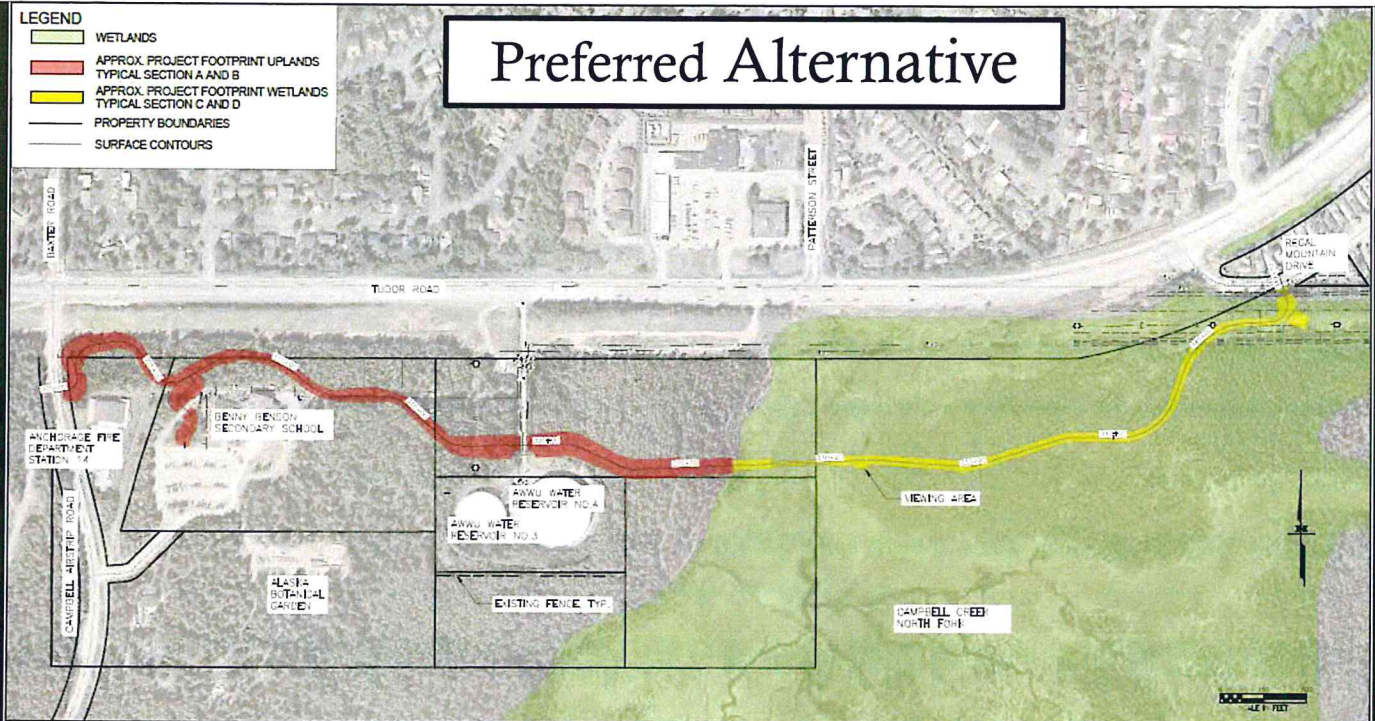 LEGEND
WETLANDS
APPROX. PROJECT FOOTPRINT UPLANDS
TYPICAL SECTION A AND B
APPROX. PROJECT FOOTPRINT WETLANDS
TYPICAL SECTION C AND D
PROPERTY BOUNDARIES
SURFACE CONTOURS
Preferred Alternative
BAXTER ROAD
PATTERSON STREET
REGAL
MOUNTAIN
DRIVE
TUDOR ROAD
BENNY BENSON
SECONDARY SCHOOL
ANCHORAGE FIRE
DEPARTMENT
STATION 14
AWWU WATER
RESERVOIR NO.4
AWWU WATER
RESERVOIR NO.3
VIEWING AREA
CAMPBELL AIRSTRIP ROAD
ALASKA
BOTANICAL
GARDEN
EXISTING FENCE TYP.
CAMPBELL CREEK
NORTH FORK